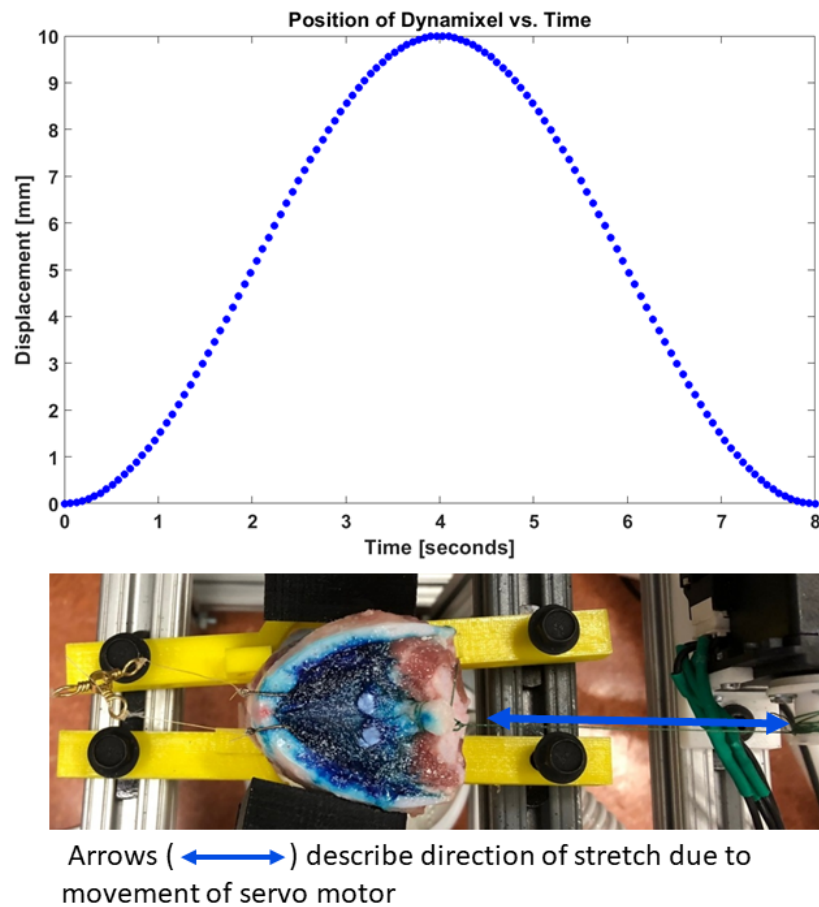 Position of Dynamixel vs. Time
10
9
8
7
6
5
4
3
2
1
0
Displacement [mm]
0 1 2 3 4 5 6 7 8
Time [seconds]
Arrows ( ) describe direction of stretch due to
movement of servo motor